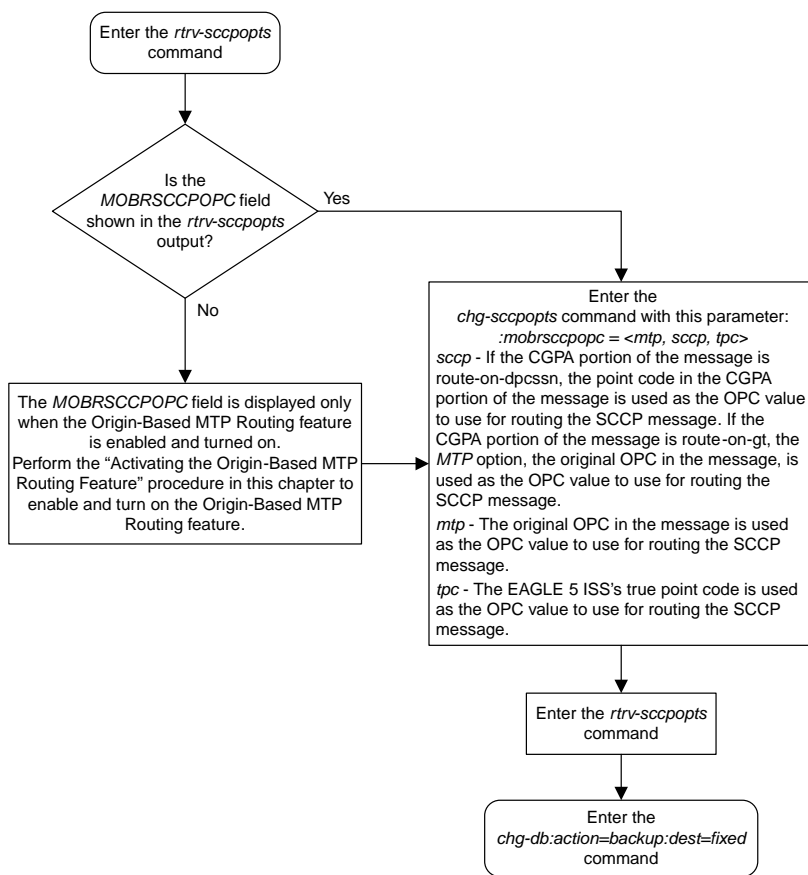 Enter the rtrv-sccpopts
command
Is the
MOBRSCCPOPC field
shown in the rtrv-sccpopts
output?
Yes
No
The MOBRSCCPOPC field is displayed only
when the Origin-Based MTP Routing feature
is enabled and turned on.
Perform the “Activating the Origin-Based MTP
Routing Feature” procedure in this chapter to
enable and turn on the Origin-Based MTP
Routing feature.
Enter the
chg-sccpopts command with this parameter:
:mobrsccpopc = <mtp, sccp, tpc>
sccp - If the CGPA portion of the message is
route-on-dpcssn, the point code in the CGPA
portion of the message is used as the OPC value
to use for routing the SCCP message. If the
CGPA portion of the message is route-on-gt, the
MTP option, the original OPC in the message, is
used as the OPC value to use for routing the
SCCP message.
mtp - The original OPC in the message is used
as the OPC value to use for routing the SCCP
message.
tpc - The EAGLE 5 ISS's true point code is used
as the OPC value to use for routing the SCCP
message.
Enter the rtrv-sccpopts
command
Enter the
chg-db:action=backup:dest=fixed
command